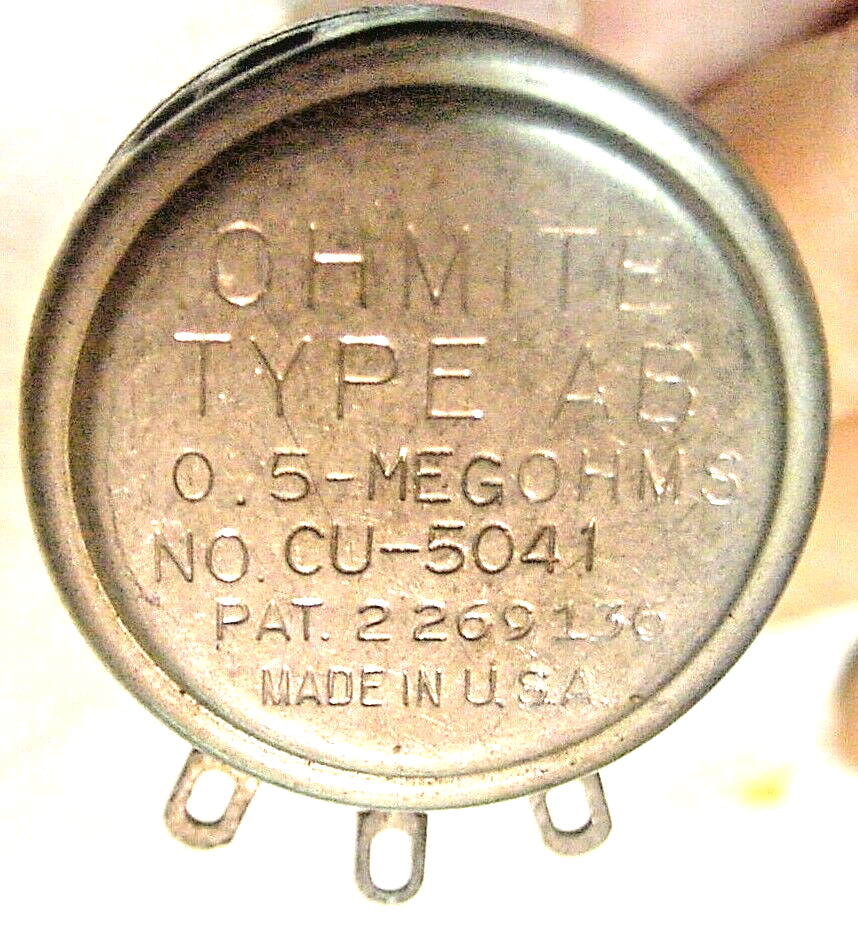 OHMITE
TYPE AB
0.5-MEGOHMS
NO. CU-5041
PAT. 2269136
MADE IN U.S.A.